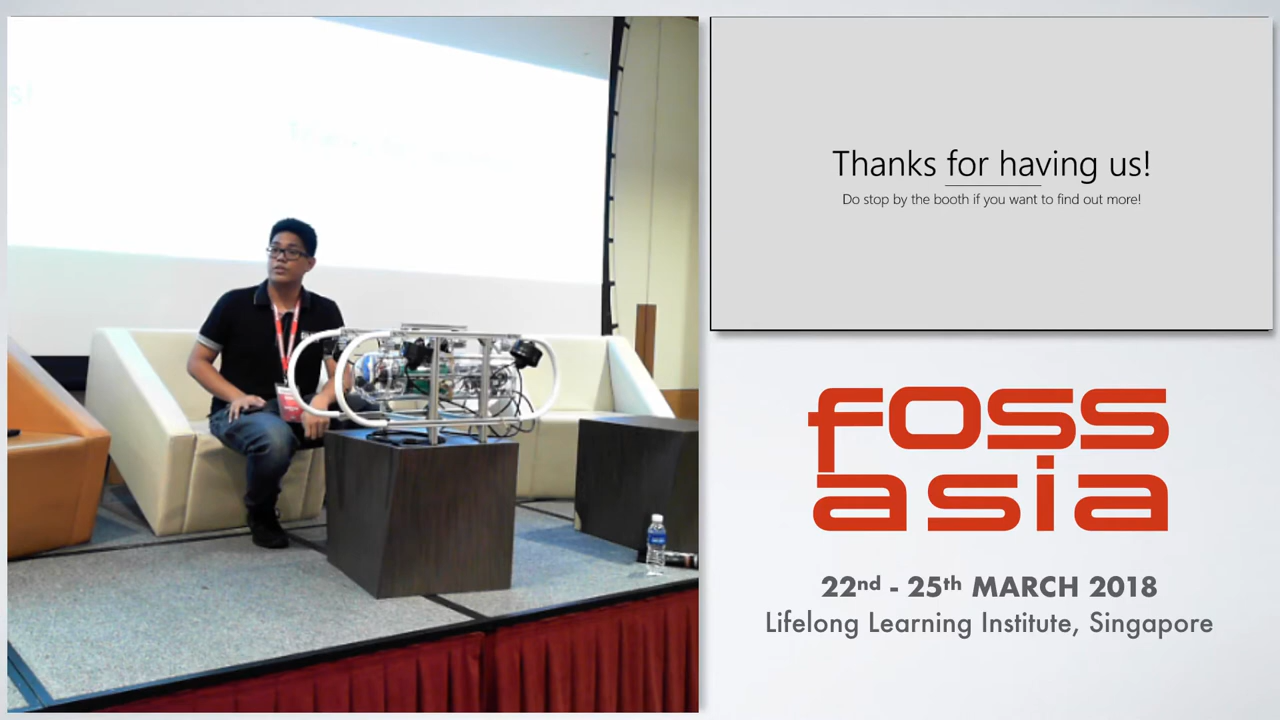 Thanks for having us!
Do stop by the booth if you want to find out more!
foss
asia
22nd - 25th MARCH 2018
Lifelong Learning Institute, Singapore